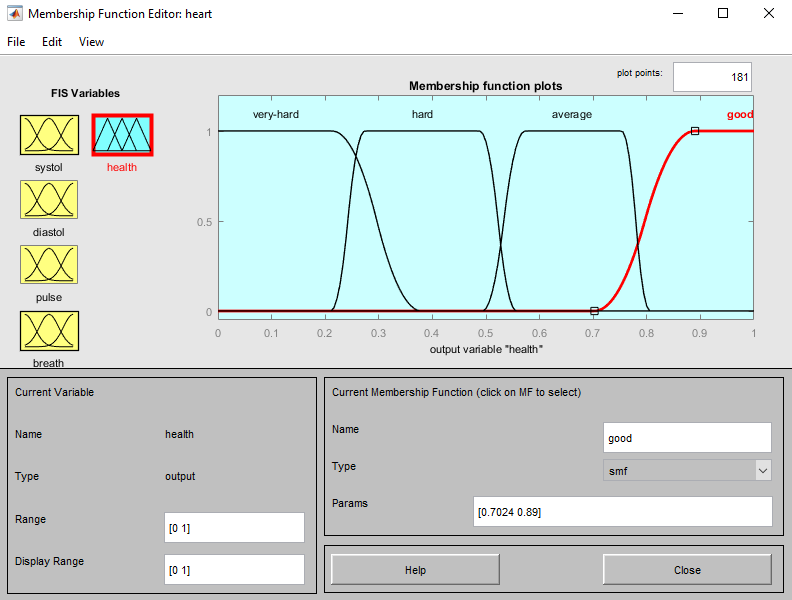 Membership Function Editor: heart
File Edit View
FIS Variables
systol
health
diastol
pulse
breath
Membership function plots
plot points:
181
very-hard
hard
average
good
1
0.5
0
0 0.1 0.2 0.3 0.4 0.5 0.6 0.7 0.8 0.9 1
output variable "health"
Current Variable
Name health
Type output
Range [0 1]
Display Range [0 1]
Current Membership Function (click on MF to select)
Name good
Type smf
Params [0.7024 0.89]
Help Close